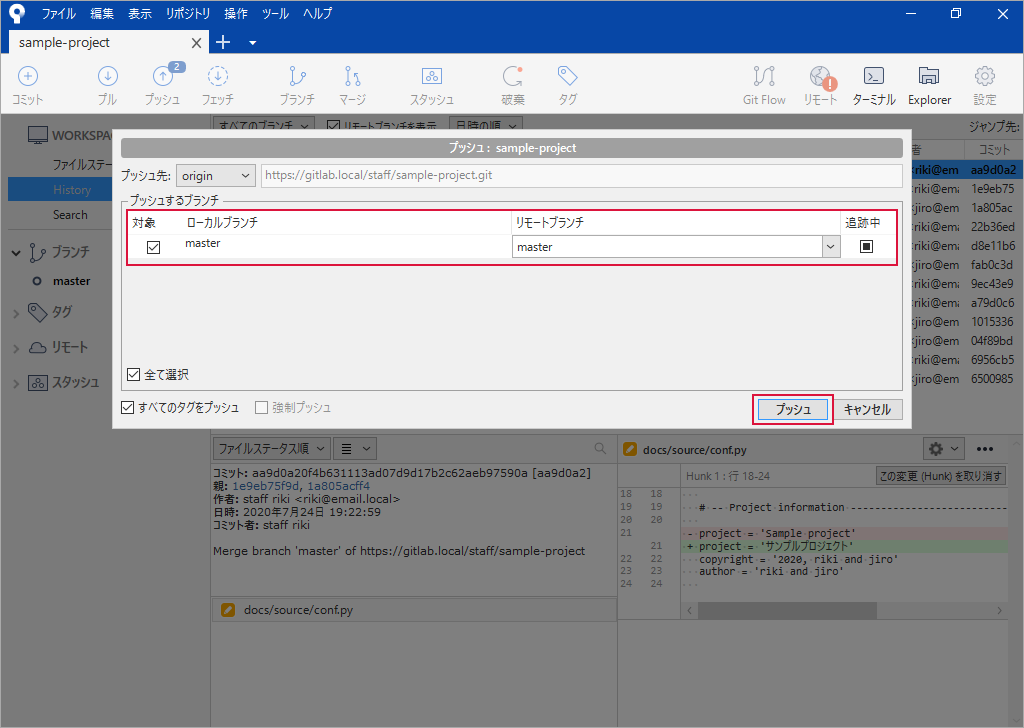 ファイル 編集 表示 リポジトリ 操作 ツール ヘルプ
sample-project
コミット プル 2 プッシュ フェッチ ブランチ マージ スタッシュ 破棄 タグ Git Flow リモート ターミナル Explorer 設定
すべてのブランチ リモートブランチを表示 日時の順 ジャンプ先:
WORKSPA
ファイルステー
History
Search
ブランチ
master
タグ
リモート
スタッシュ
プッシュ : sample-project
プッシュ先: origin https://gitlab.local/staff/sample-project.git
プッシュするブランチ
対象 ローカルブランチ リモートブランチ 追跡中
master master
全て選択
すべてのタグをプッシュ 強制プッシュ プッシュ キャンセル
者 コミット
<riki@em aa9d0a2
<riki@em 1e9eb75
<jiro@em 1a805ac
<riki@em 22b36ed
<riki@em d8e11b6
<jiro@em fab0c3d
<riki@em 9ec43e9
<riki@em a79d0c6
<jiro@em 1015336
<jiro@em 04f89bd
<riki@em 6956cb5
<jiro@em 6500985
ファイルステータス順
コミット: aa9d0a20f4b631113ad07d9d17b2c62aeb97590a [aa9d0a2]
親: 1e9eb75f9d, 1a805acff4
作者: staff riki <riki@email.local>
日時: 2020年7月24日 19:22:59
コミット者: staff riki
Merge branch 'master' of https://gitlab.local/staff/sample-project
docs/source/conf.py
docs/source/conf.py
Hunk 1 : 行 18-24 この変更 (Hunk) を取り消す
18 18
19 19 # -- Project information -----------------------------
20 20
21 - project = 'Sample project'
21 + project = 'サンプルプロジェクト'
22 22 copyright = '2020, riki and jiro'
23 23 author = 'riki and jiro'
24 24